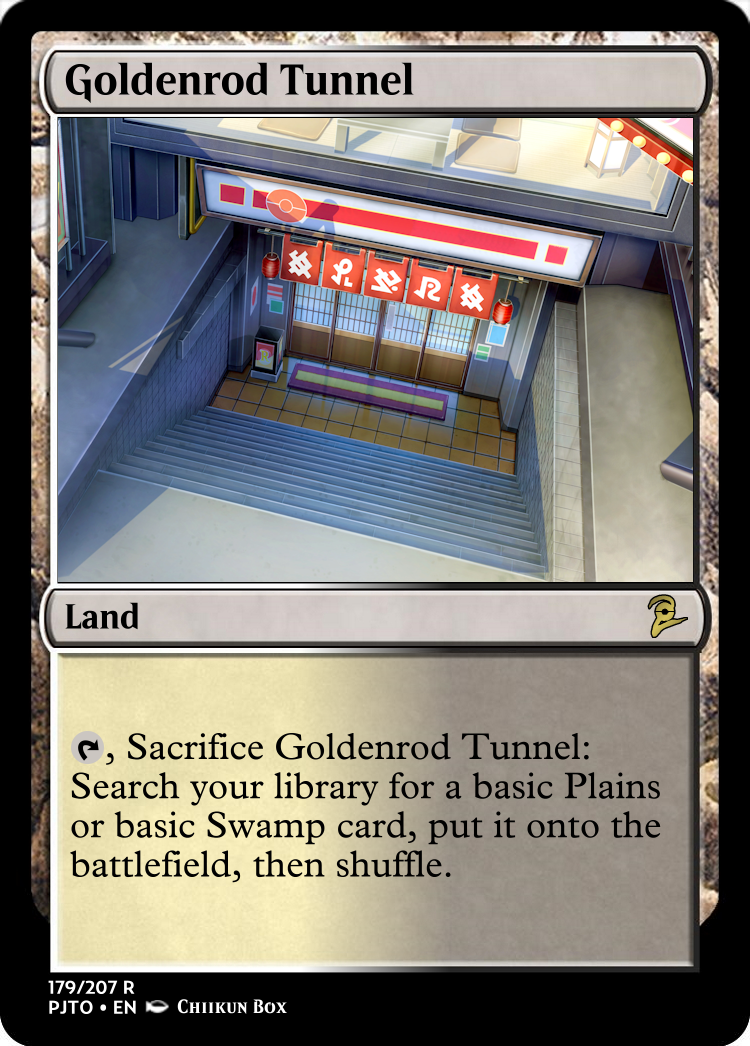 Goldenrod Tunnel
Land
, Sacrifice Goldenrod Tunnel:
Search your library for a basic Plains
or basic Swamp card, put it onto the
battlefield, then shuffle.
179/207 R
PJTO • EN Chiikun Box